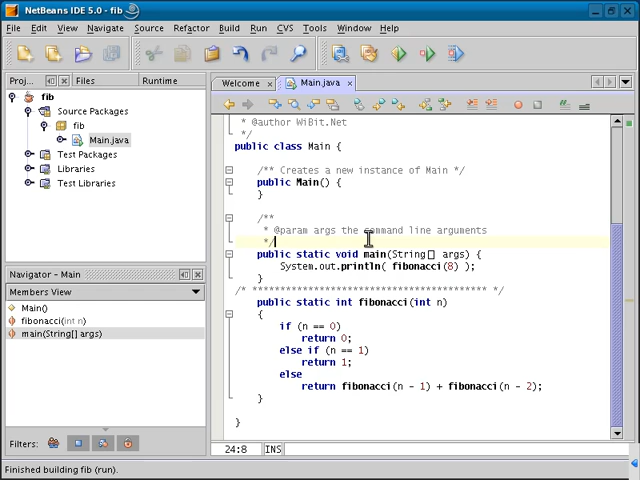 NetBeans IDE 5.0 - fib
File Edit View Navigate Source Refactor Build Run CVS Tools Window Help
Proj... Files Runtime
fib
Source Packages
fib
Main.java
Test Packages
Libraries
Test Libraries
Navigator - Main
Members View
Main()
fibonacci(int n)
main(String[] args)
Filters:
Welcome Main.java
* @author WiBit.Net
*/
public class Main {
/** Creates a new instance of Main */
public Main() {
}
/**
* @param args the command line arguments
*/
public static void main(String[] args) {
System.out.println( fibonacci(8) );
}
/* ***************************************** */
public static int fibonacci(int n)
{
if (n == 0)
return 0;
else if (n == 1)
return 1;
else
return fibonacci(n - 1) + fibonacci(n - 2);
}
}
24:8 INS
Finished building fib (run).